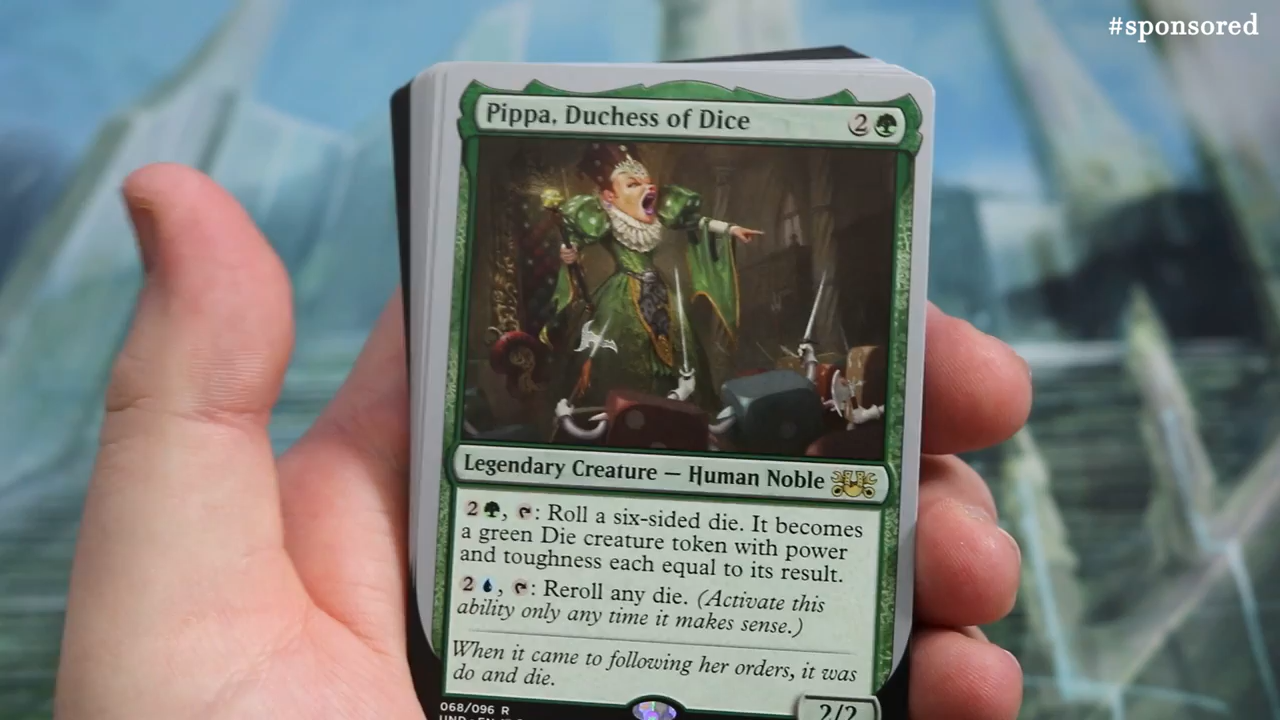 #sponsored
Pippa, Duchess of Dice 2
Legendary Creature — Human Noble
2 , : Roll a six-sided die. It becomes
a green Die creature token with power
and toughness each equal to its result.
2 , : Reroll any die. (Activate this
ability only any time it makes sense.)
When it came to following her orders, it was
do and die.
068/096 R
2/2